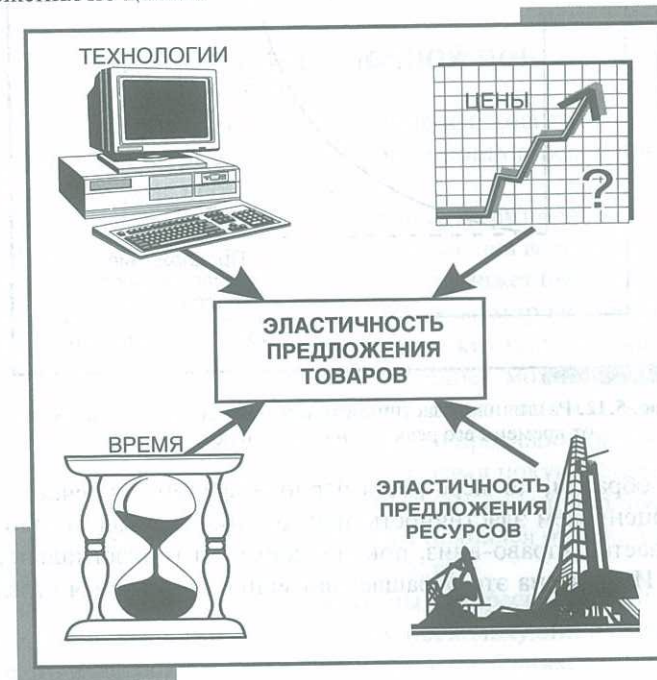 ТЕХНОЛОГИИ
ЦЕНЫ
?
ЭЛАСТИЧНОСТЬ
ПРЕДЛОЖЕНИЯ
ТОВАРОВ
ВРЕМЯ
ЭЛАСТИЧНОСТЬ
ПРЕДЛОЖЕНИЯ
РЕСУРСОВ